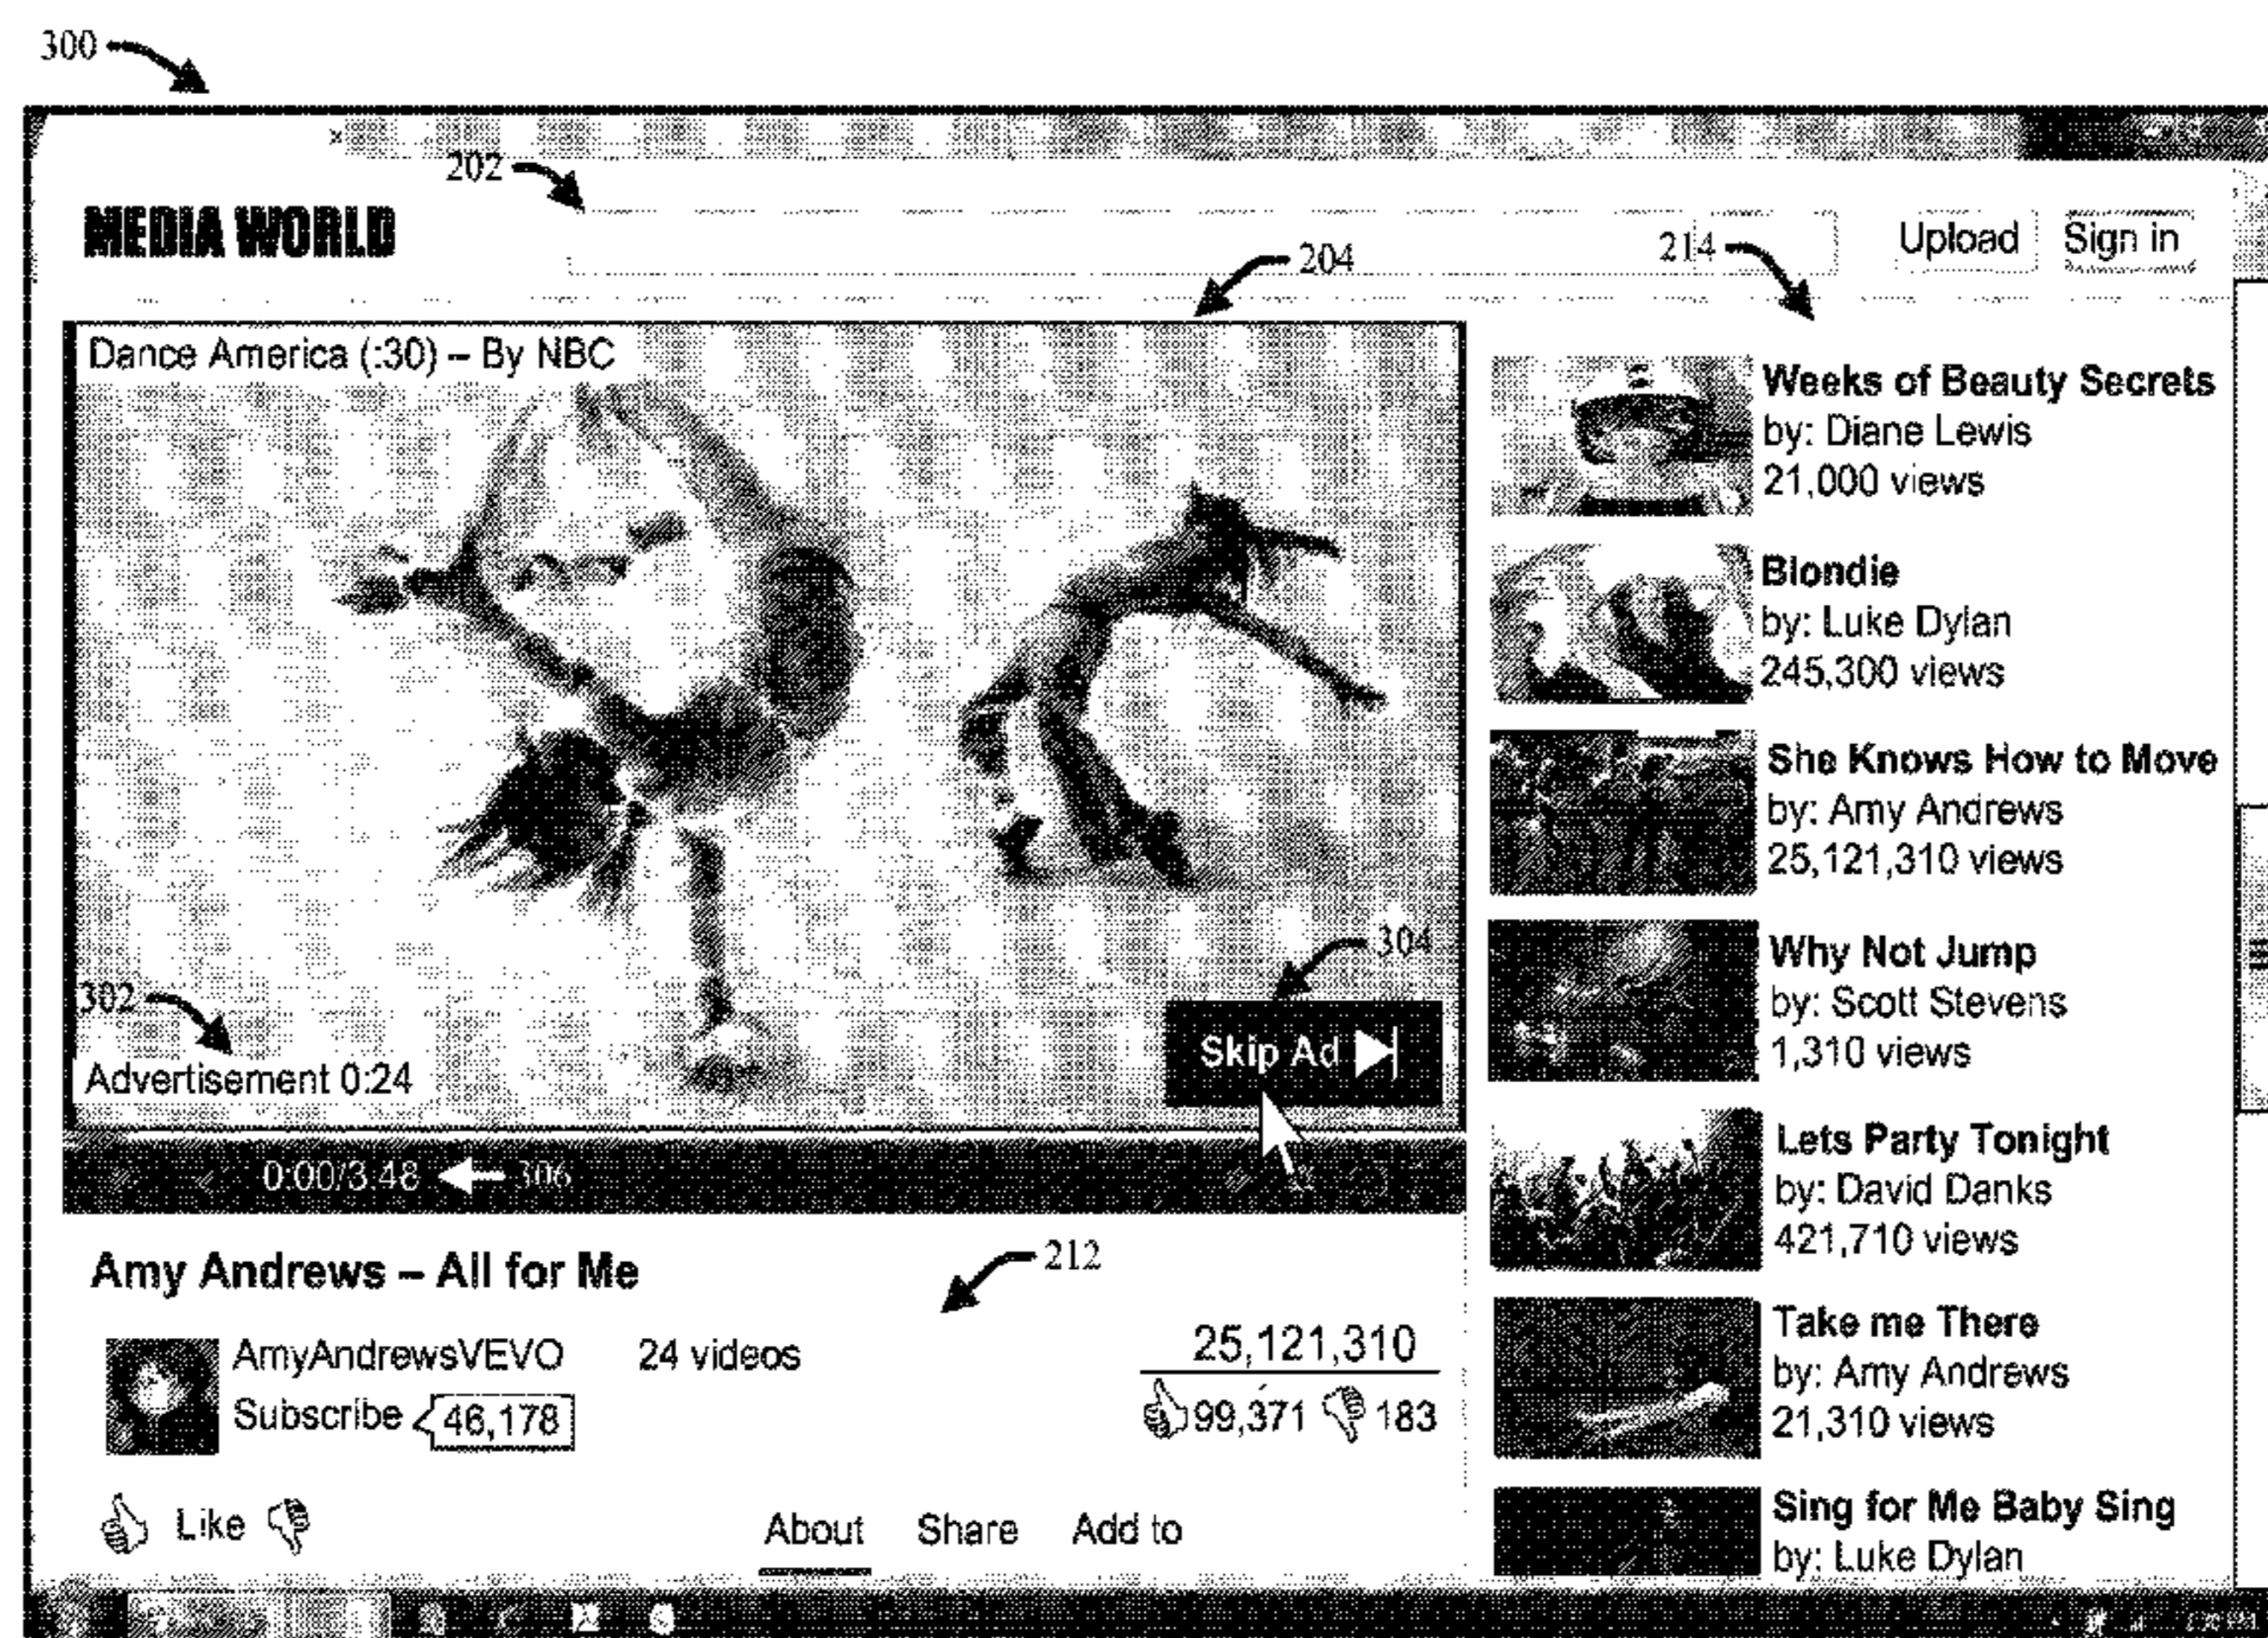 300
202
MEDIA WORLD
204
214
Upload
Sign in
Dance America (:30) – By NBC
302
Advertisement 0:24
304
Skip Ad
0:00/3:48
306
Amy Andrews – All for Me
212
AmyAndrewsVEVO 24 videos
Subscribe 46,178
25,121,310
99,371 183
Like
About Share Add to
Weeks of Beauty Secrets
by: Diane Lewis
21,000 views
Blondie
by: Luke Dylan
245,300 views
She Knows How to Move
by: Amy Andrews
25,121,310 views
Why Not Jump
by: Scott Stevens
1,310 views
Lets Party Tonight
by: David Danks
421,710 views
Take me There
by: Amy Andrews
21,310 views
Sing for Me Baby Sing
by: Luke Dylan